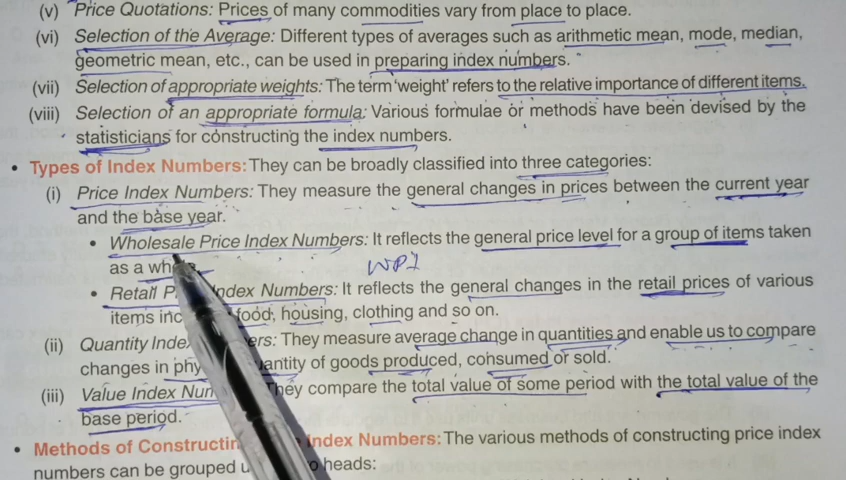 (v) Price Quotations: Prices of many commodities vary from place to place.
(vi) Selection of the Average: Different types of averages such as arithmetic mean, mode, median,
geometric mean, etc., can be used in preparing index numbers.
(vii) Selection of appropriate weights: The term 'weight' refers to the relative importance of different items.
(viii) Selection of an appropriate formula: Various formulae or methods have been devised by the
statisticians for constructing the index numbers.
• Types of Index Numbers: They can be broadly classified into three categories:
(i) Price Index Numbers: They measure the general changes in prices between the current year
and the base year.
• Wholesale Price Index Numbers: It reflects the general price level for a group of items taken
as a wh
WPI
• Retail P Index Numbers: It reflects the general changes in the retail prices of various
items inc food, housing, clothing and so on.
(ii) Quantity Inde ers: They measure average change in quantities and enable us to compare
changes in phy antity of goods produced, consumed or sold.
(iii) Value Index Num They compare the total value of some period with the total value of the
base period.
• Methods of Constructin Index Numbers: The various methods of constructing price index
numbers can be grouped u o heads: